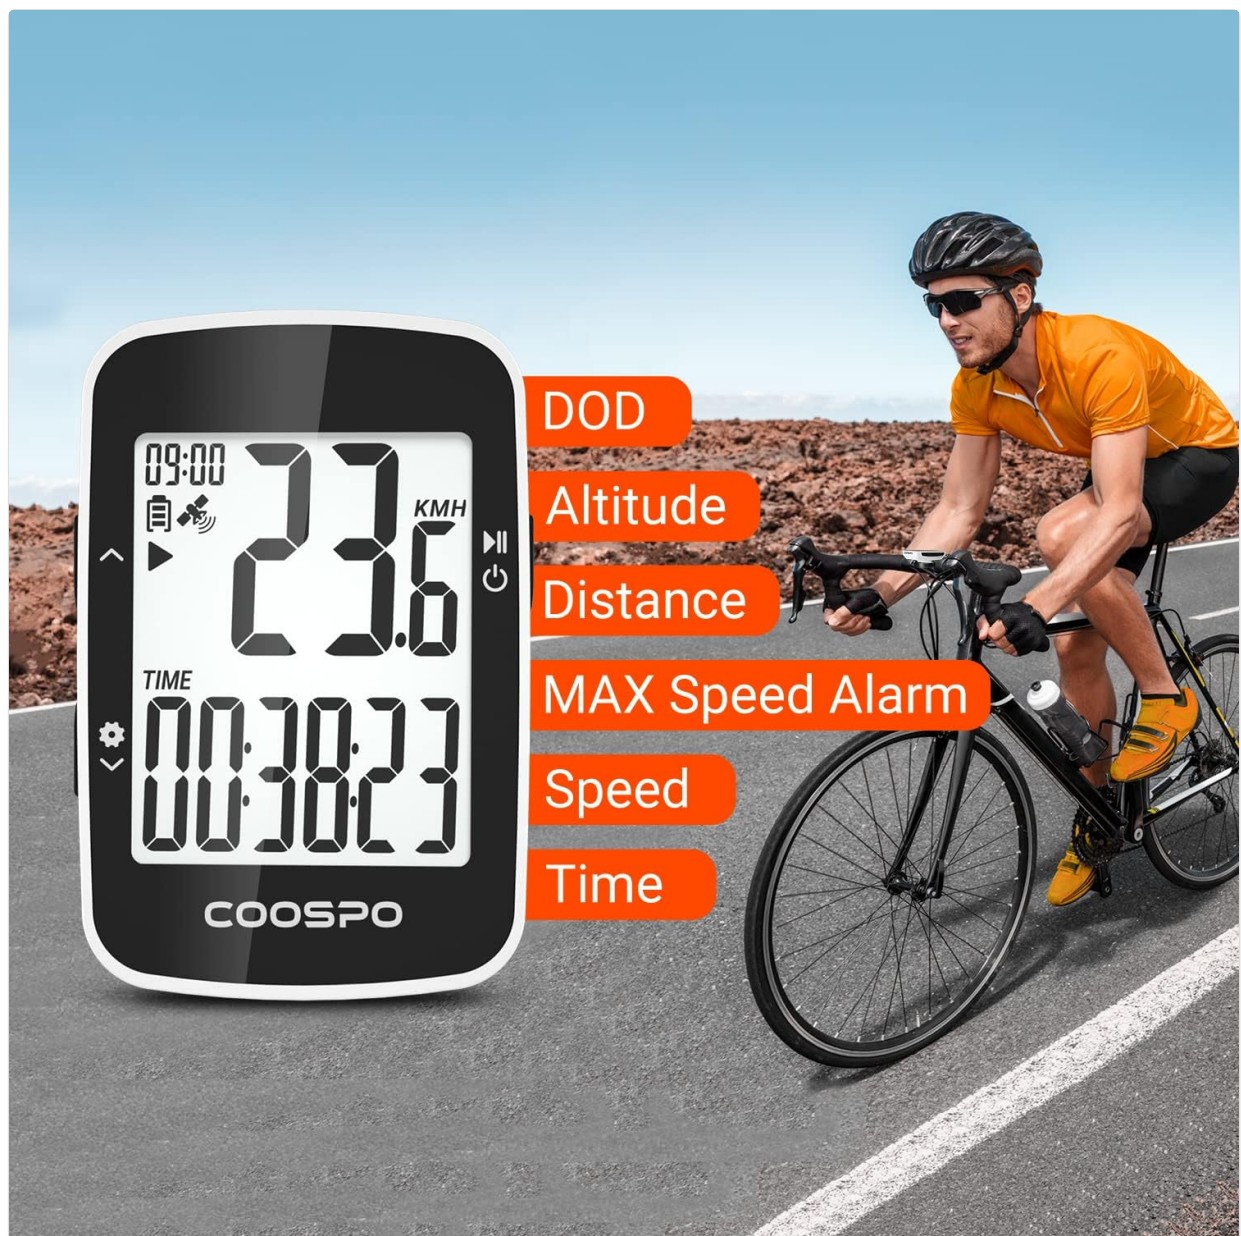 09:00
23.6
KMH
TIME
00:38:23
COOSPO
DOD
Altitude
Distance
MAX Speed Alarm
Speed
Time